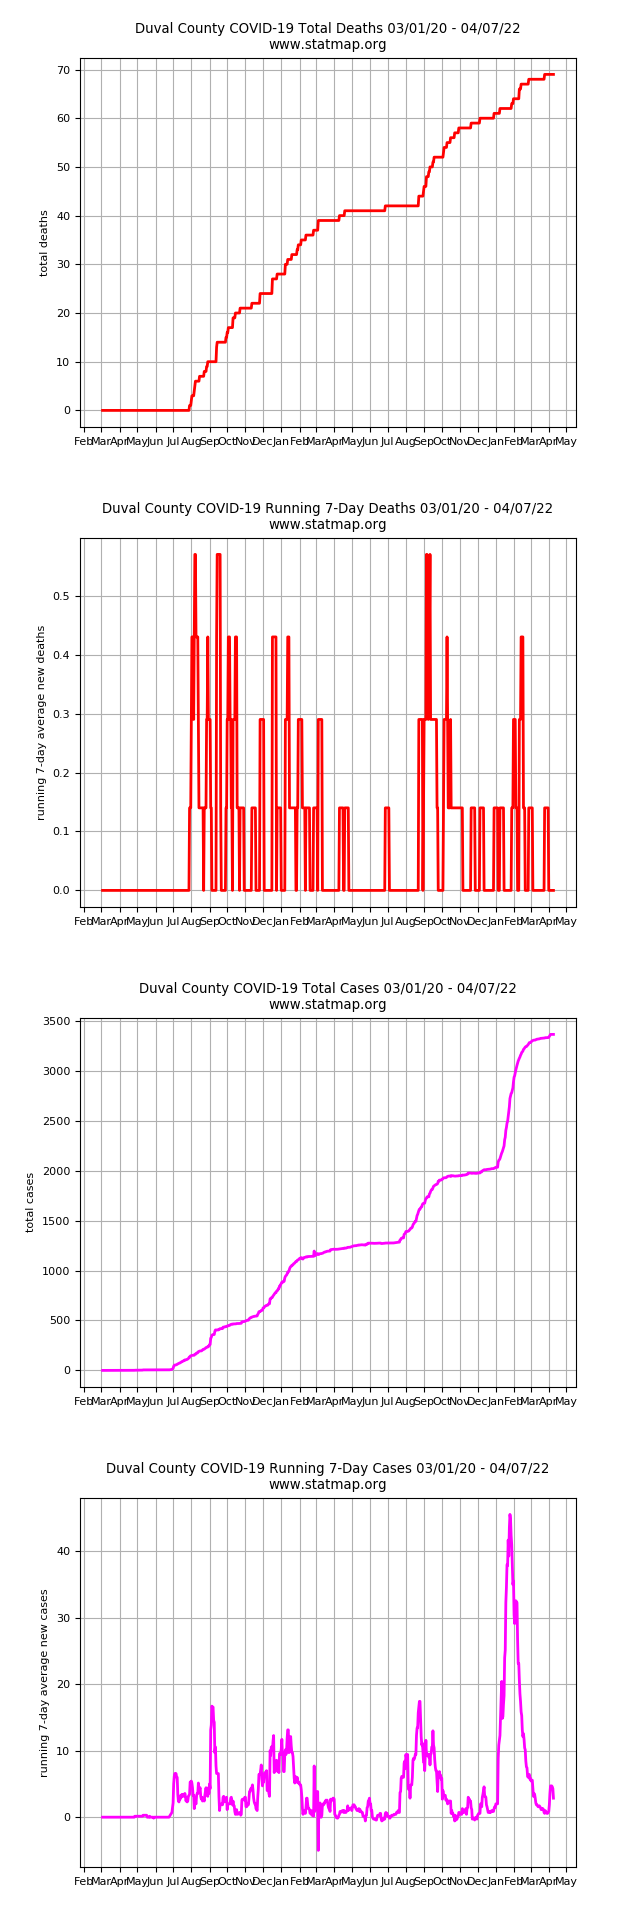 Duval County COVID-19 Total Deaths 03/01/20 - 04/07/22
www.statmap.org
70
60
50
40
30
20
10
0
total deaths
Feb Mar Apr May Jun Jul Aug Sep Oct Nov Dec Jan Feb Mar Apr May Jun Jul Aug Sep Oct Nov Dec Jan Feb Mar Apr May
Duval County COVID-19 Running 7-Day Deaths 03/01/20 - 04/07/22
www.statmap.org
0.5
0.4
0.3
0.2
0.1
0.0
running 7-day average new deaths
Feb Mar Apr May Jun Jul Aug Sep Oct Nov Dec Jan Feb Mar Apr May Jun Jul Aug Sep Oct Nov Dec Jan Feb Mar Apr May
Duval County COVID-19 Total Cases 03/01/20 - 04/07/22
www.statmap.org
3500
3000
2500
2000
1500
1000
500
0
total cases
Feb Mar Apr May Jun Jul Aug Sep Oct Nov Dec Jan Feb Mar Apr May Jun Jul Aug Sep Oct Nov Dec Jan Feb Mar Apr May
Duval County COVID-19 Running 7-Day Cases 03/01/20 - 04/07/22
www.statmap.org
40
30
20
10
0
running 7-day average new cases
Feb Mar Apr May Jun Jul Aug Sep Oct Nov Dec Jan Feb Mar Apr May Jun Jul Aug Sep Oct Nov Dec Jan Feb Mar Apr May